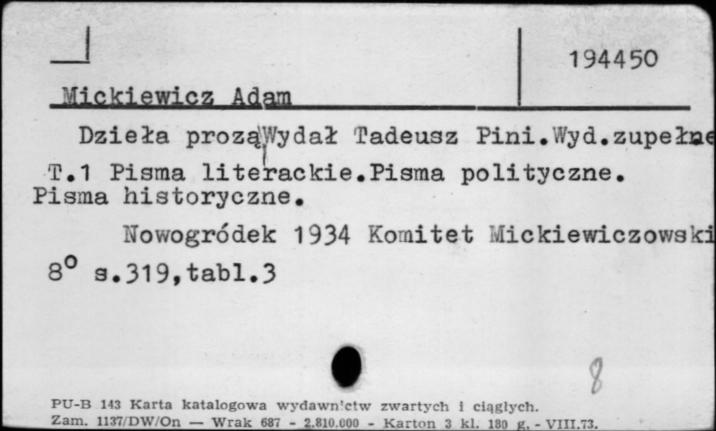 194450
Mickiewicz Adam
Dzieła prozą Wydał Tadeusz Pini.Wyd.zupełne
T.1 Pisma literackie.Pisma polityczne.
Pisma historyczne.
Nowogródek 1934 Komitet Mickiewiczowski
8° s.319,tabl.3
8
PU-B 143 Karta katalogowa wydawnictw zwartych i ciągłych.
Zam. 1137/DW/On — Wrak 687 - 2.810.000 - Karton 3 kl. 180 g. - VIII.73.